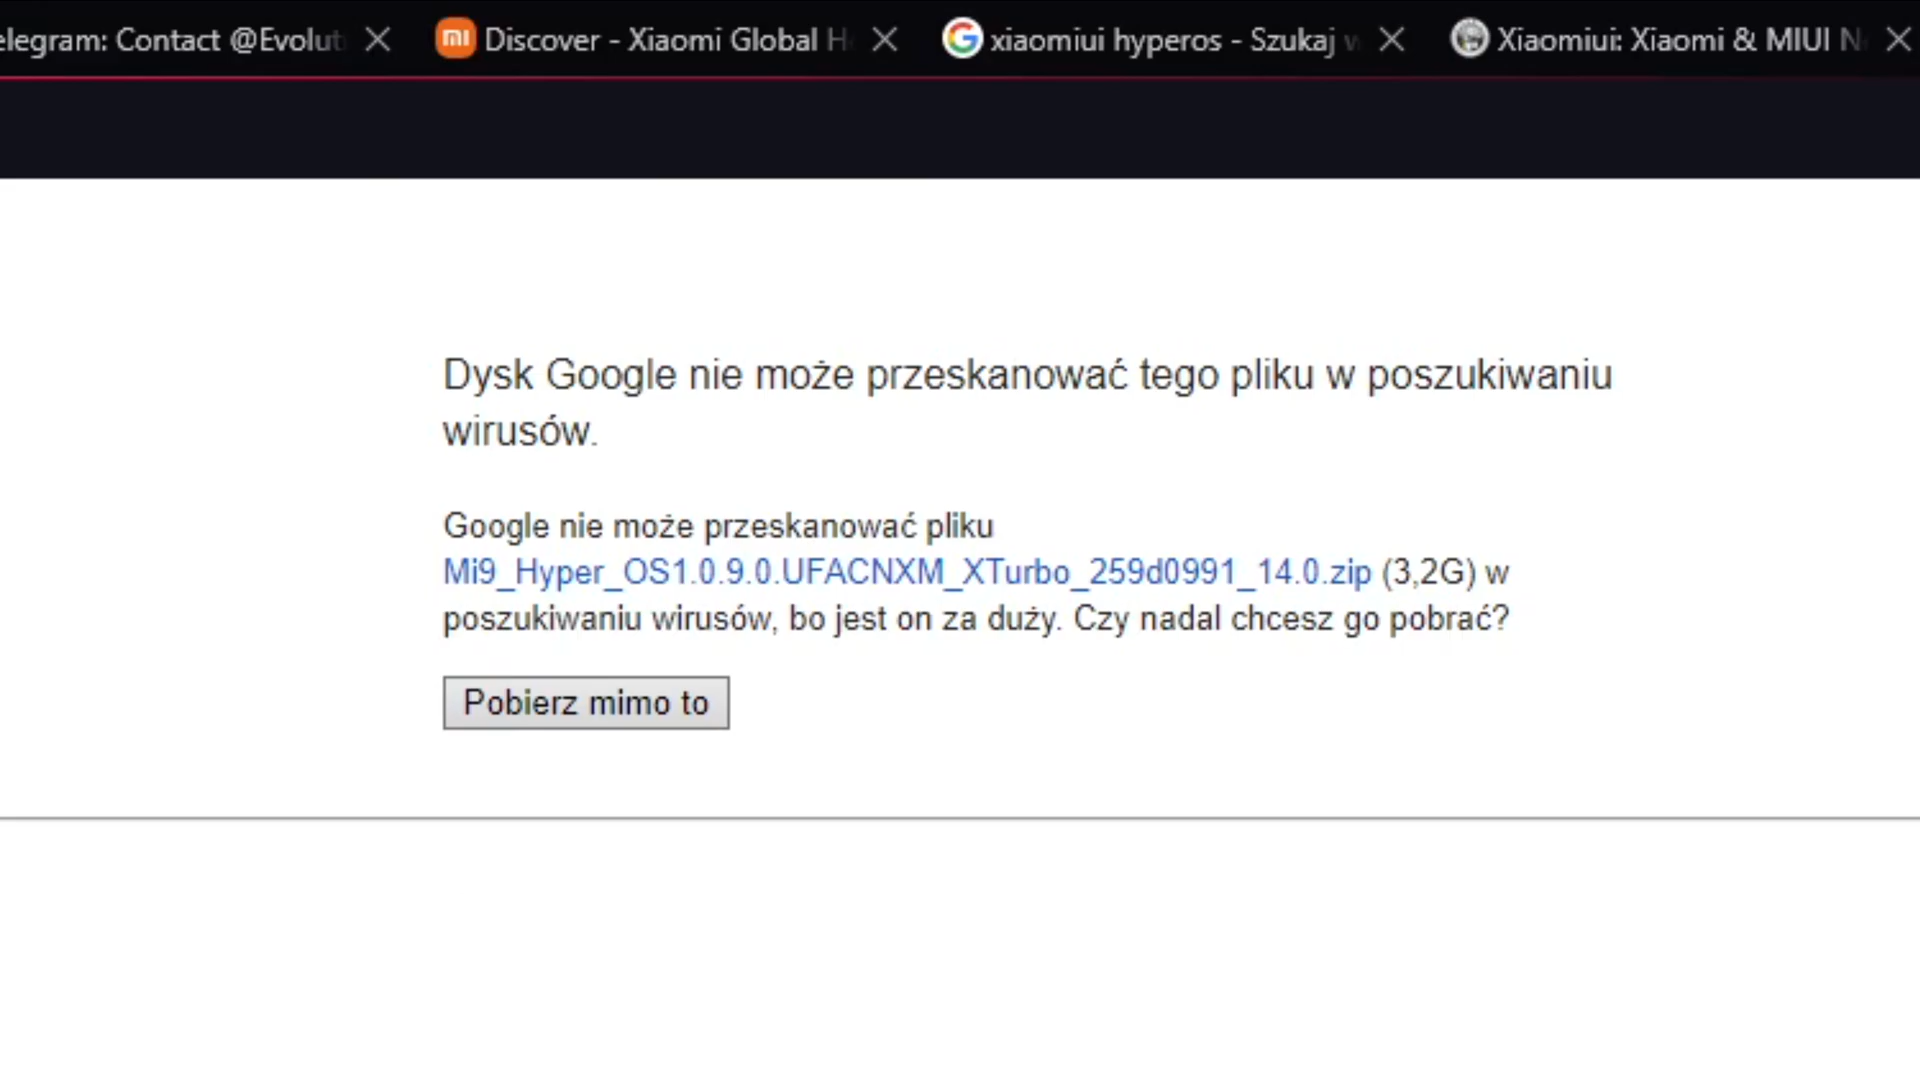 elegram: Contact @Evolut Discover - Xiaomi Global H xiaomiui hyperos - Szukaj w Xiaomiui: Xiaomi & MIUI N
Dysk Google nie może przeskanować tego pliku w poszukiwaniu
wirusów.
Google nie może przeskanować pliku
Mi9_Hyper_OS1.0.9.0.UFACNXM_XTurbo_259d0991_14.0.zip (3,2G) w
poszukiwaniu wirusów, bo jest on za duży. Czy nadal chcesz go pobrać?
Pobierz mimo to